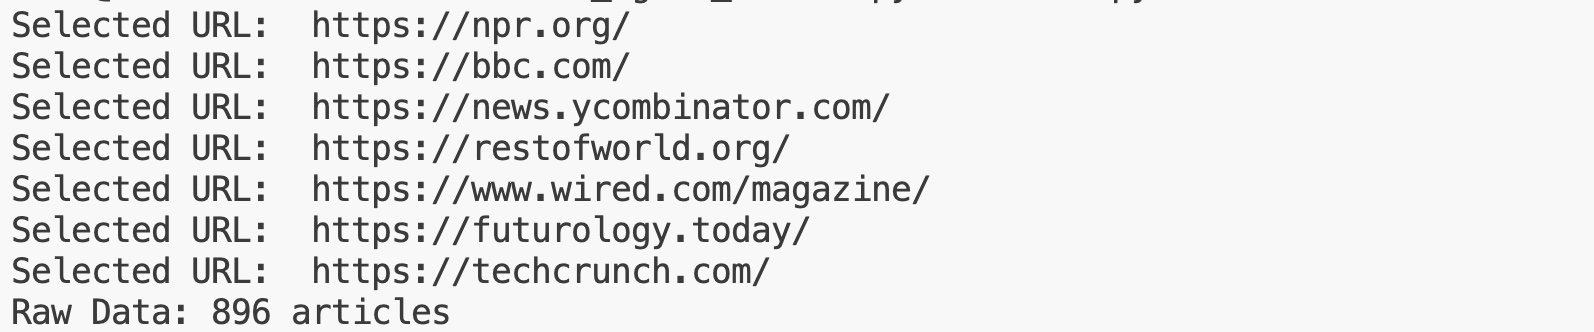 Selected URL:  https://npr.org/
Selected URL:  https://bbc.com/
Selected URL:  https://news.ycombinator.com/
Selected URL:  https://restofworld.org/
Selected URL:  https://www.wired.com/magazine/
Selected URL:  https://futurology.today/
Selected URL:  https://techcrunch.com/
Raw Data: 896 articles